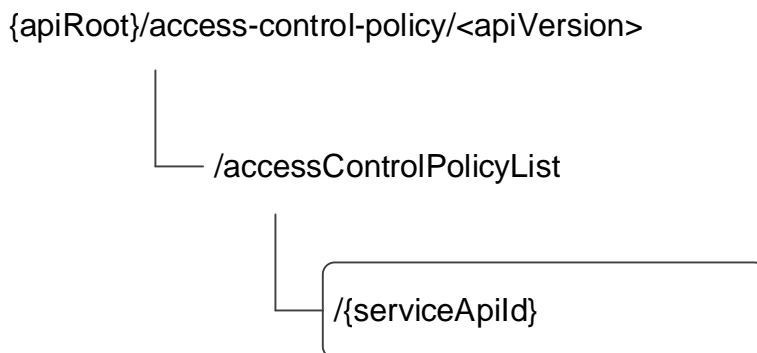 {apiRoot}/access-control-policy/<apiVersion>
/accessControlPolicyList
/{serviceApiId}